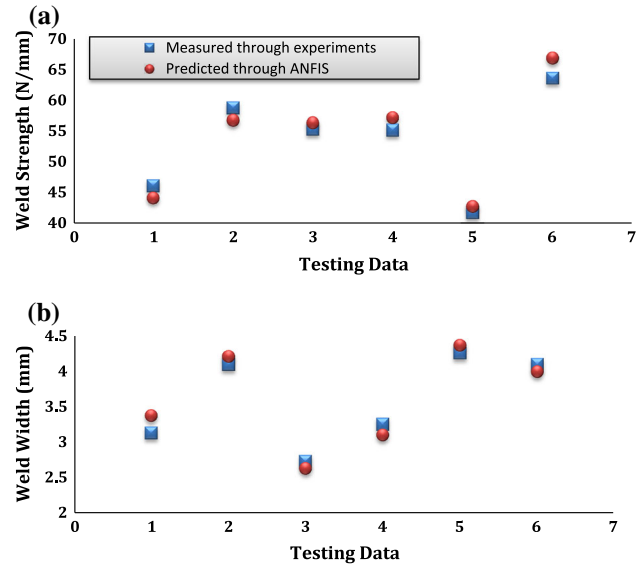 (a)
Weld Strength (N/mm)
70
65
60
55
50
45
40
Measured through experiments
Predicted through ANFIS
0 1 2 3 4 5 6 7
Testing Data
(b)
Weld Width (mm)
4.5
4
3.5
3
2.5
2
0 1 2 3 4 5 6 7
Testing Data